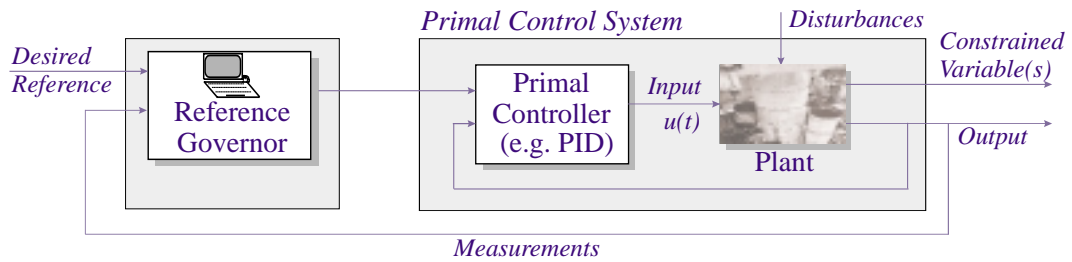 Primal Control System
Disturbances
Desired
Reference
Constrained
Variable(s)
Reference
Governor
Primal
Controller
(e.g. PID)
Input
u(t)
Plant
Output
Measurements